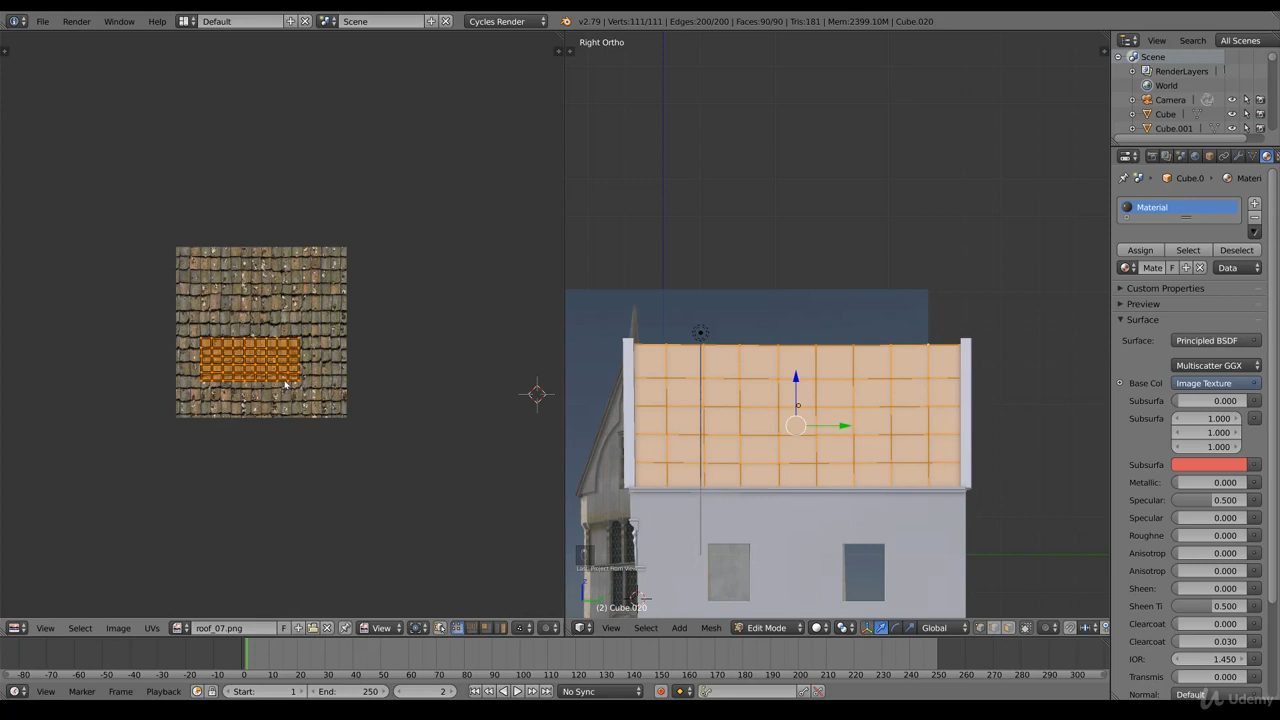 File Render Window Help Default Scene Cycles Render v2.79 | Verts:111/111 | Edges:200/200 | Faces:90/90 | Tris:181 | Mem:2399.10M | Cube.020
Right Ortho
View Search All Scenes
Scene
RenderLayers
World
Camera
Cube
Cube.001
Cube.0 Materi
Material
Assign Select Deselect
Mate F Data
Custom Properties
Preview
Surface
Surface: Principled BSDF
Multiscatter GGX
Base Col Image Texture
Subsurfa 0.000
Subsurfa 1.000
1.000
1.000
Subsurfa
Metallic: 0.000
Specular: 0.500
Specular 0.000
Roughne 0.000
Anisotrop 0.000
Anisotrop 0.000
Sheen: 0.000
Sheen Ti 0.500
Clearcoat 0.000
Clearcoat 0.030
IOR: 1.450
Transmis 0.000
Normal: Default
Last: Project From View
(2) Cube.020
View Select Image UVs roof_07.png F View
View Select Add Mesh Edit Mode Global
-80 -70 -60 -50 -40 -30 -20 -10 0 10 20 30 40 50 60 70 80 90 100 110 120 130 140 150 160 170 180 190 200 210 220 230 240 250 260 270 280 290 300
View Marker Frame Playback Start: 1 End: 250 2 No Sync
Udemy